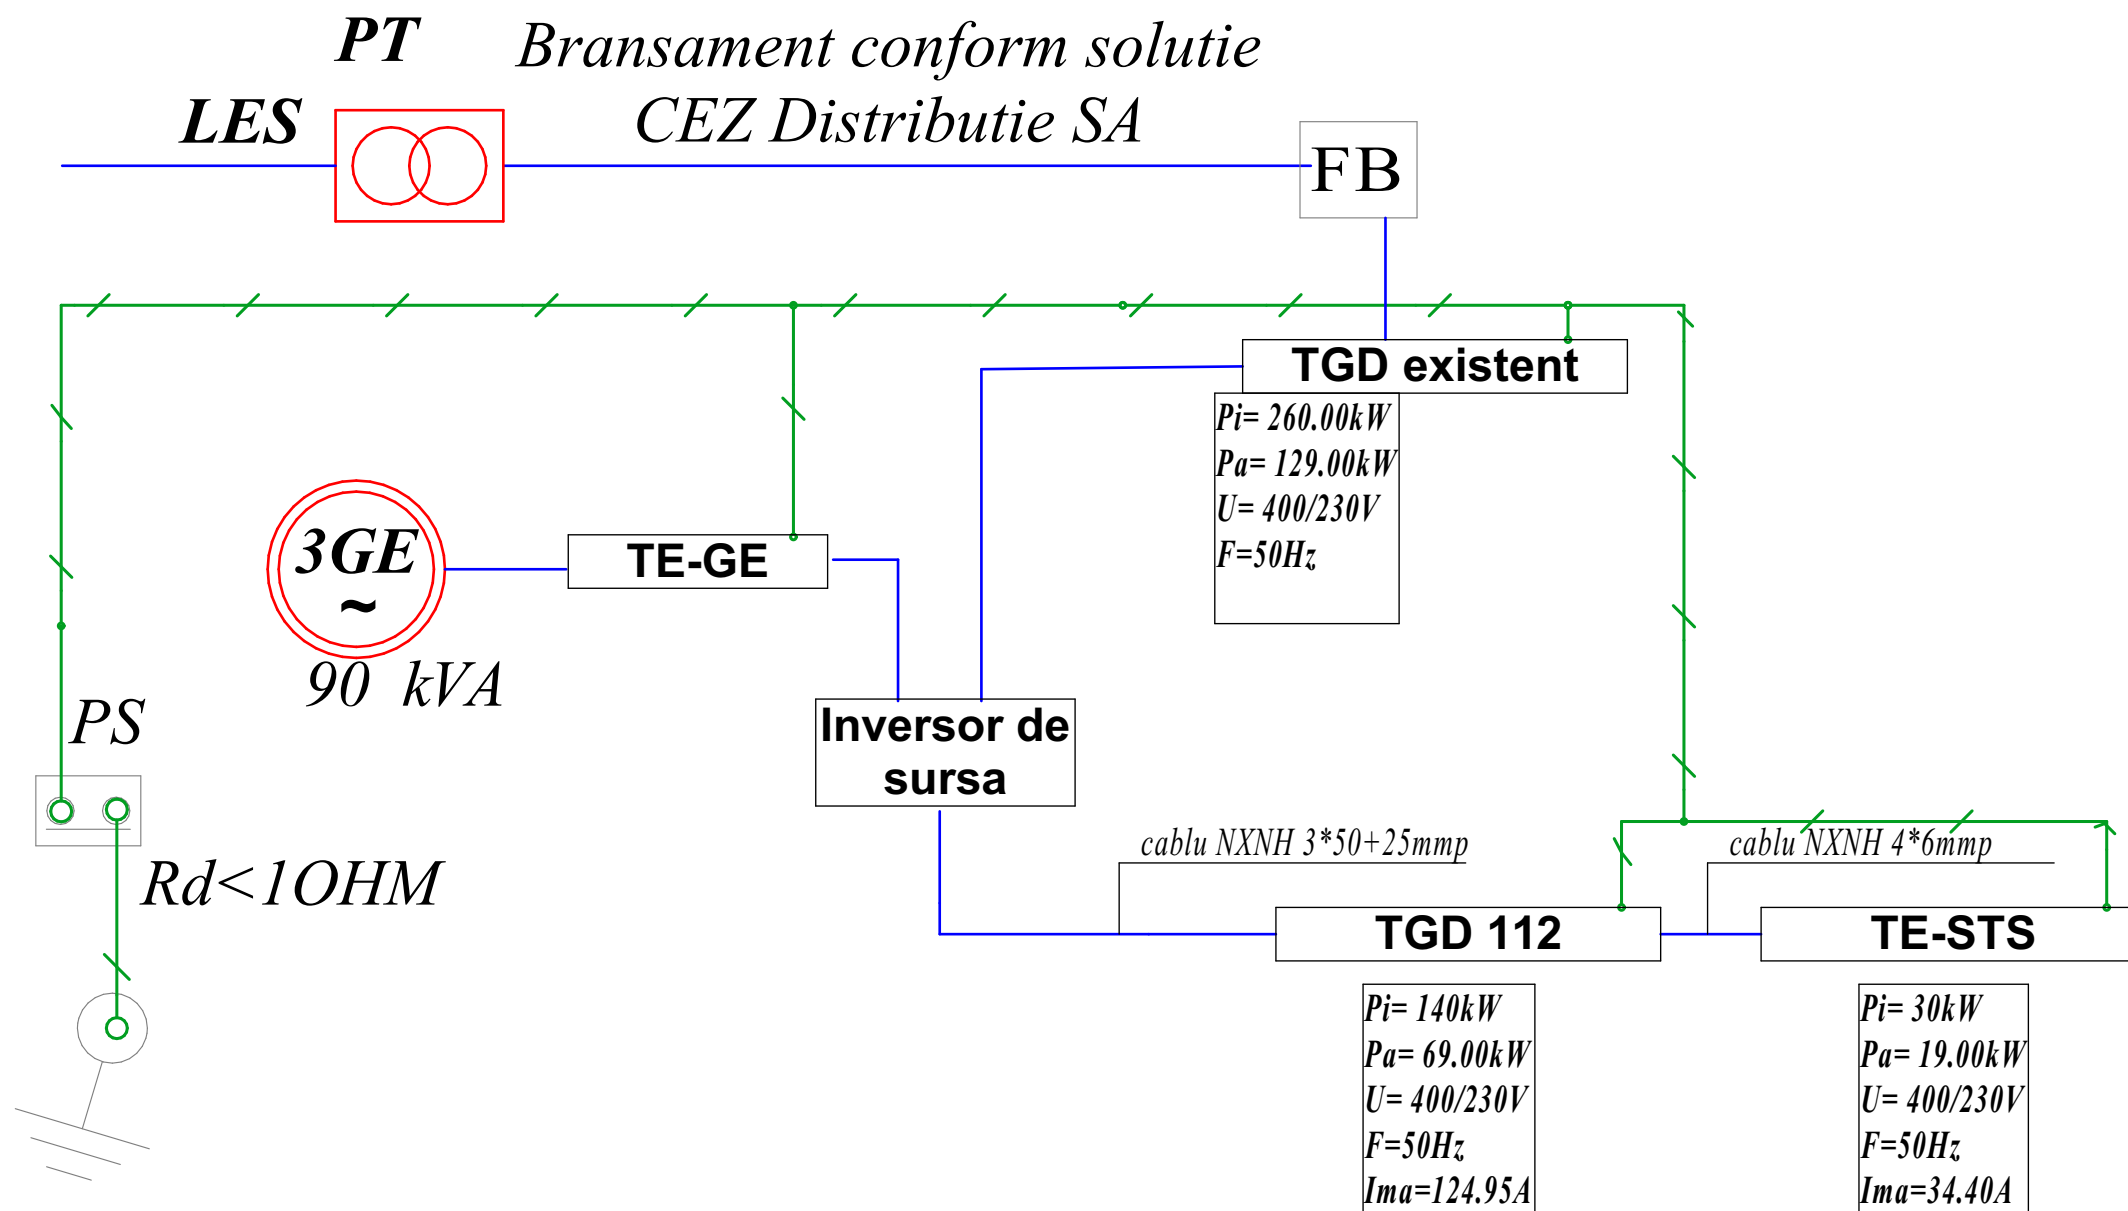 PT
Bransament conform solutie
CEZ Distributie SA
LES
FB
TGD existent
Pi= 260.00kW
Pa= 129.00kW
U= 400/230V
F=50Hz
3GE
~
90 kVA
TE-GE
PS
Inversor de
sursa
Rd<1OHM
cablu NXNH 3*50+25mmp
cablu NXNH 4*6mmp
TGD 112
TE-STS
Pi= 140kW
Pa= 69.00kW
U= 400/230V
F=50Hz
Ima=124.95A
Pi= 30kW
Pa= 19.00kW
U= 400/230V
F=50Hz
Ima=34.40A